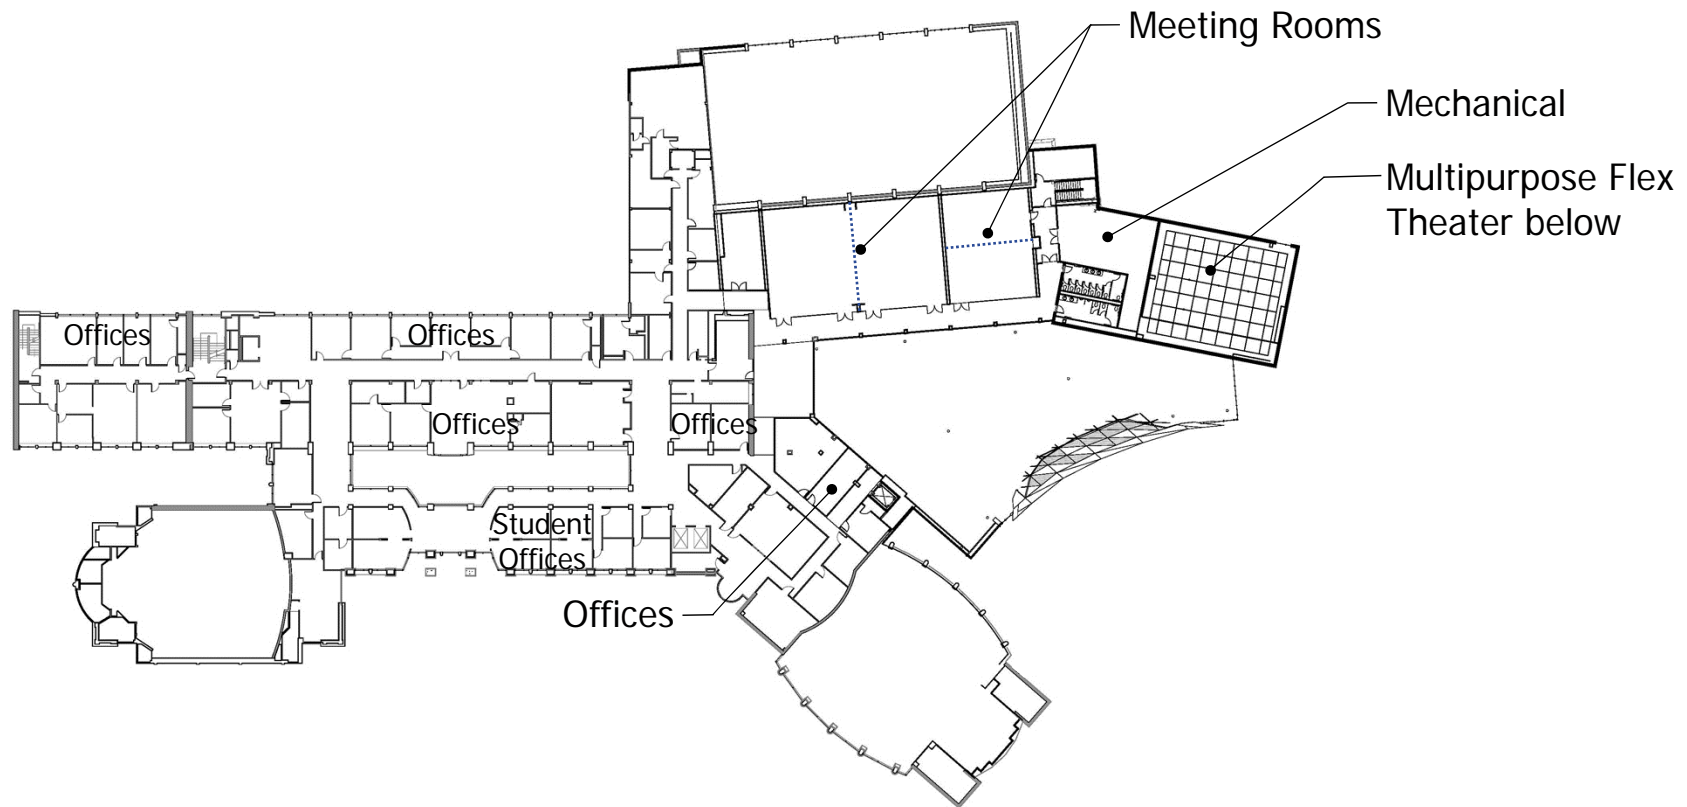 Meeting Rooms
Mechanical
Multipurpose Flex
Theater below
Offices
Offices
Offices
Offices
Student
Offices
Offices